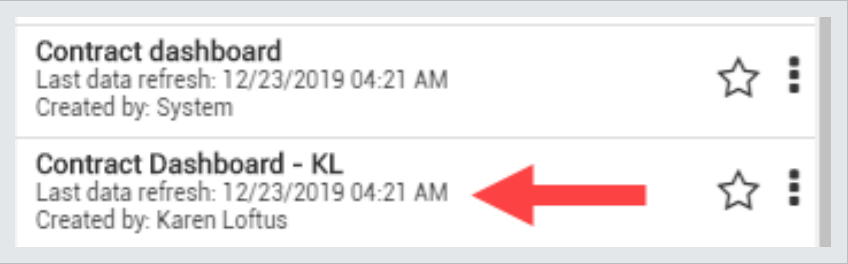 Contract dashboard
Last data refresh: 12/23/2019 04:21 AM
Created by: System
Contract Dashboard - KL
Last data refresh: 12/23/2019 04:21 AM
Created by: Karen Loftus